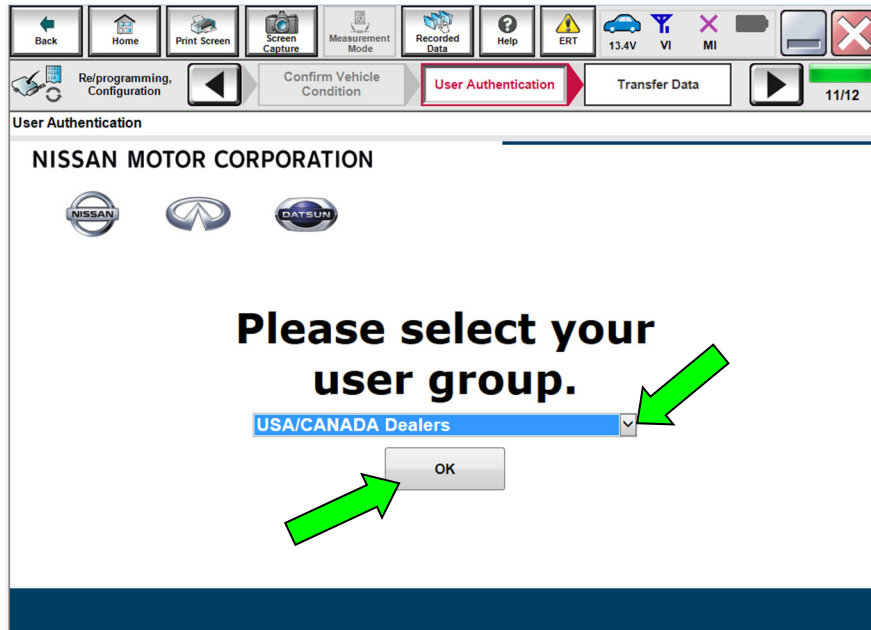 Back
Home
Print Screen
Screen
Capture
Measurement
Mode
Recorded
Data
Help
ERT
13.4V
VI
MI
Re/programming,
Configuration
Confirm Vehicle
Condition
User Authentication
Transfer Data
11/12
User Authentication
NISSAN MOTOR CORPORATION
NISSAN
DATSUN
Please select your
user group.
USA/CANADA Dealers
OK